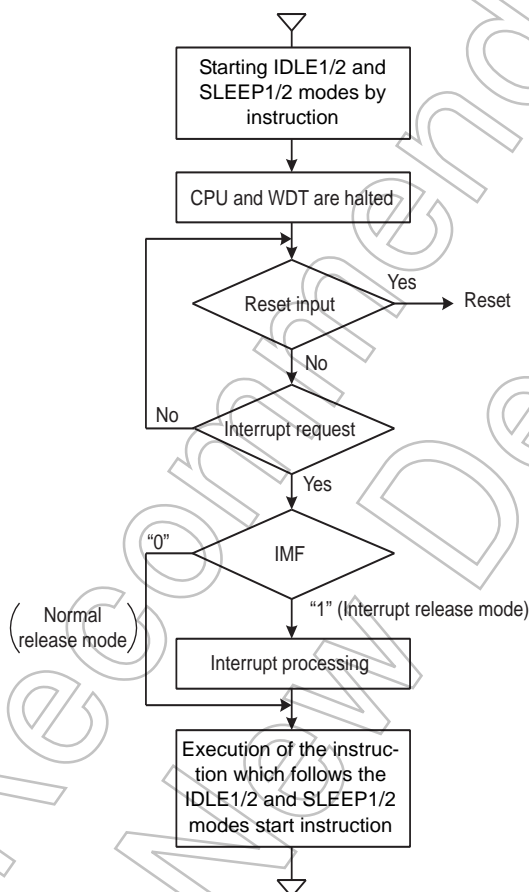 Starting IDLE1/2 and
SLEEP1/2 modes by
instruction
CPU and WDT are halted
Reset input
Yes
Reset
No
Interrupt request
No
Yes
IMF
“0”
“1” (Interrupt release mode)
Normal
release mode
Interrupt processing
Execution of the instruc-
tion which follows the
IDLE1/2 and SLEEP1/2
modes start instruction